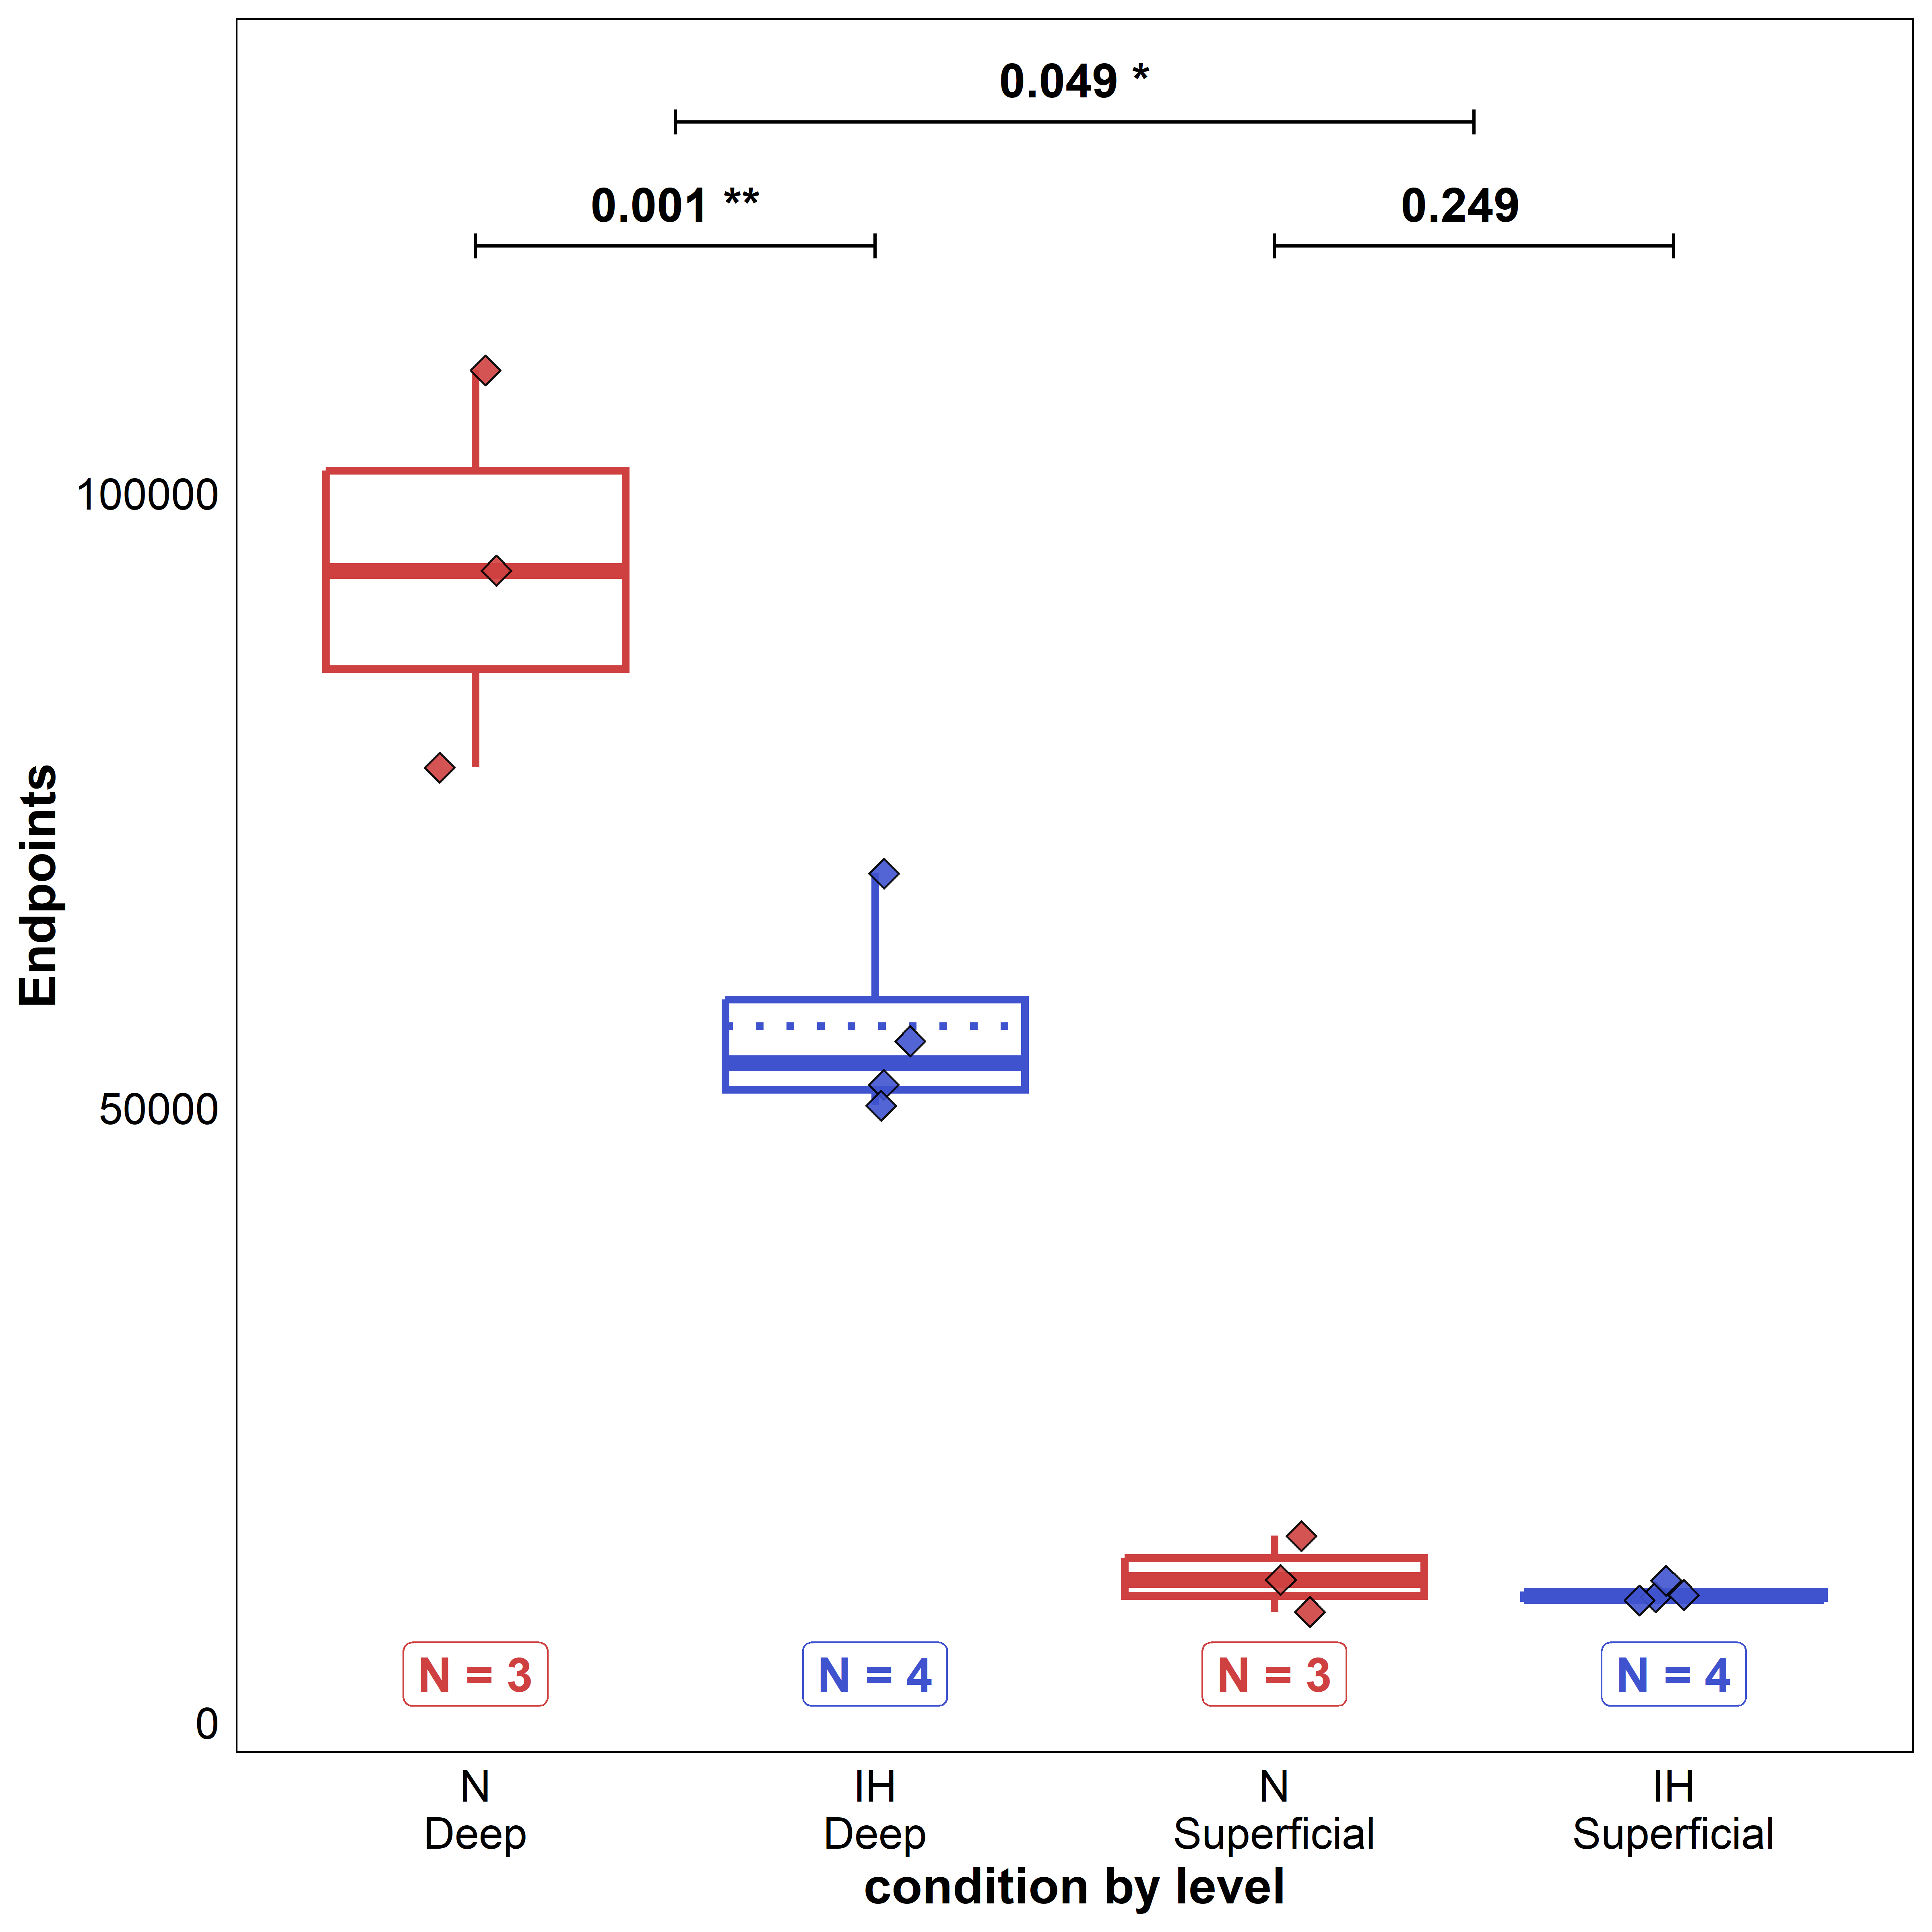 0.049 *
0.001 **
0.249
100000
50000
0
Endpoints
N = 3
N = 4
N = 3
N = 4
N
Deep
IH
Deep
N
Superficial
IH
Superficial
condition by level